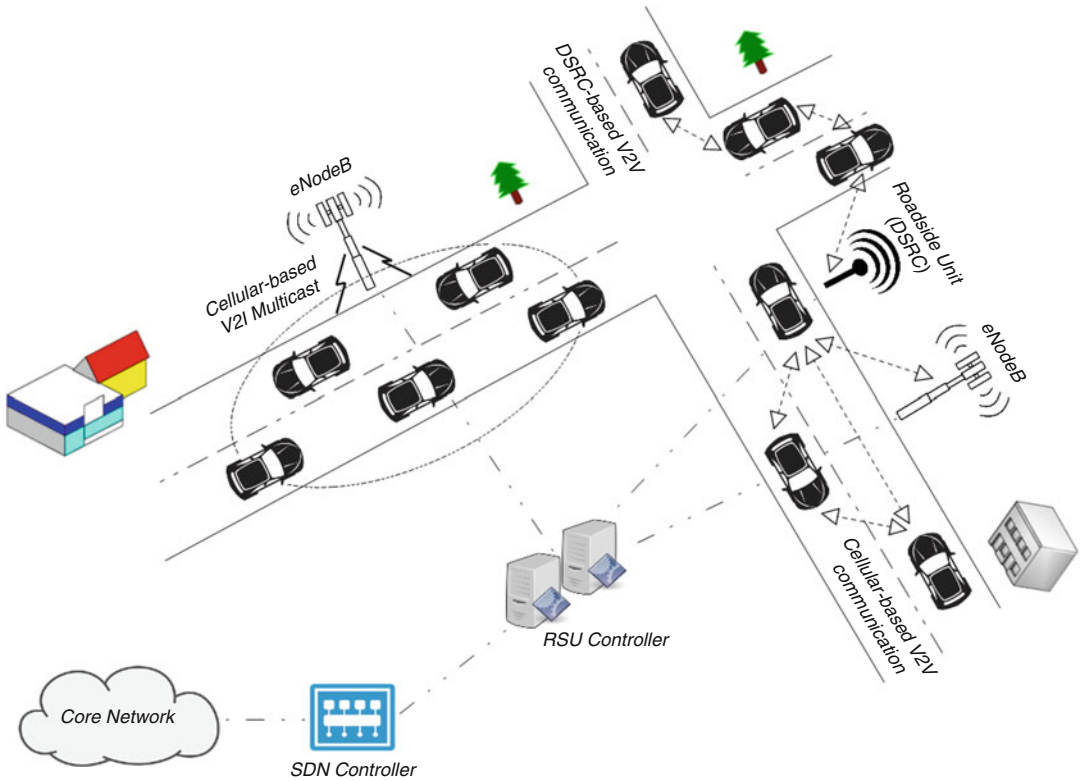 DSRC-based V2V
communication
eNodeB
Cellular-based
V2I Multicast
Roadside Unit
(DSRC)
eNodeB
Cellular-based V2V
communication
RSU Controller
Core Network
SDN Controller